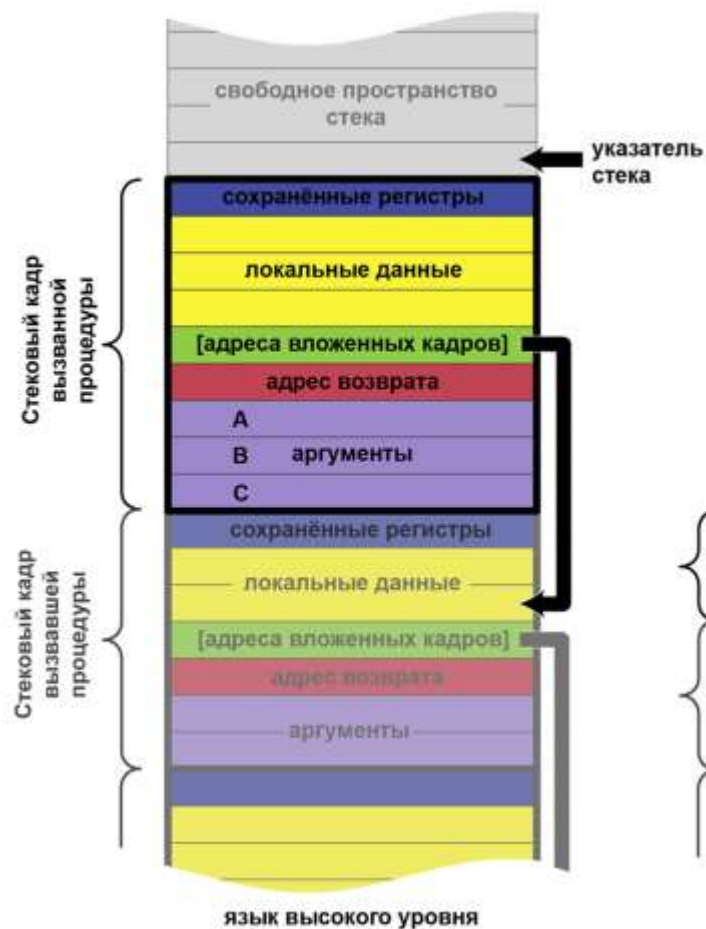 свободное пространство
стека
указатель
стека
Стековый кадр
вызванной
процедуры
сохранённые регистры
локальные данные
[адреса вложенных кадров]
адрес возврата
A
B
аргументы
C
Стековый кадр
вызвавшей
процедуры
сохранённые регистры
локальные данные
[адреса вложенных кадров]
адрес возврата
аргументы
язык высокого уровня